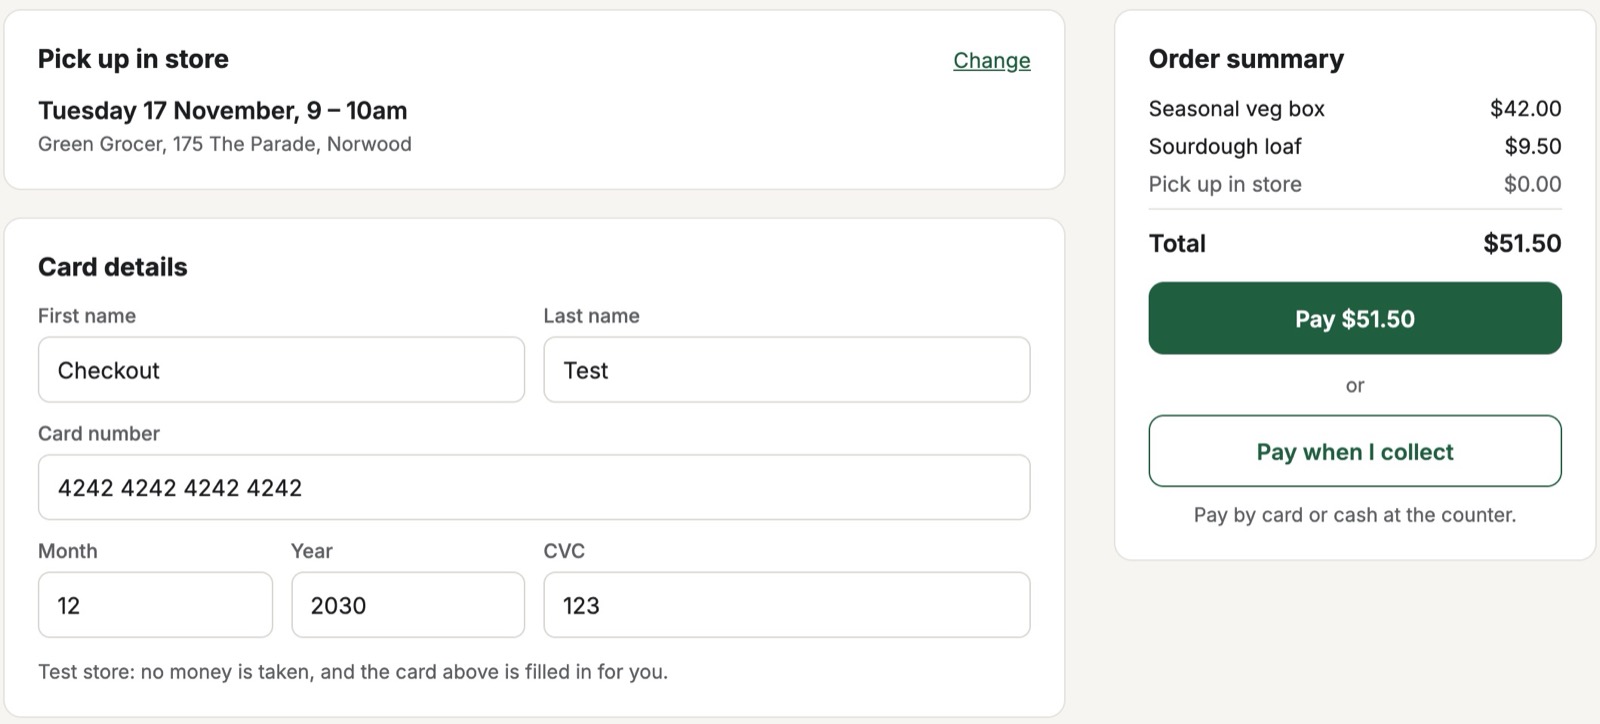 Pick up in store
Change
Tuesday 17 November, 9 – 10am
Green Grocer, 175 The Parade, Norwood
Card details
First name
Last name
Checkout
Test
Card number
4242 4242 4242 4242
Month
Year
CVC
12
2030
123
Test store: no money is taken, and the card above is filled in for you.
Order summary
Seasonal veg box $42.00
Sourdough loaf $9.50
Pick up in store $0.00
Total $51.50
Pay $51.50
or
Pay when I collect
Pay by card or cash at the counter.